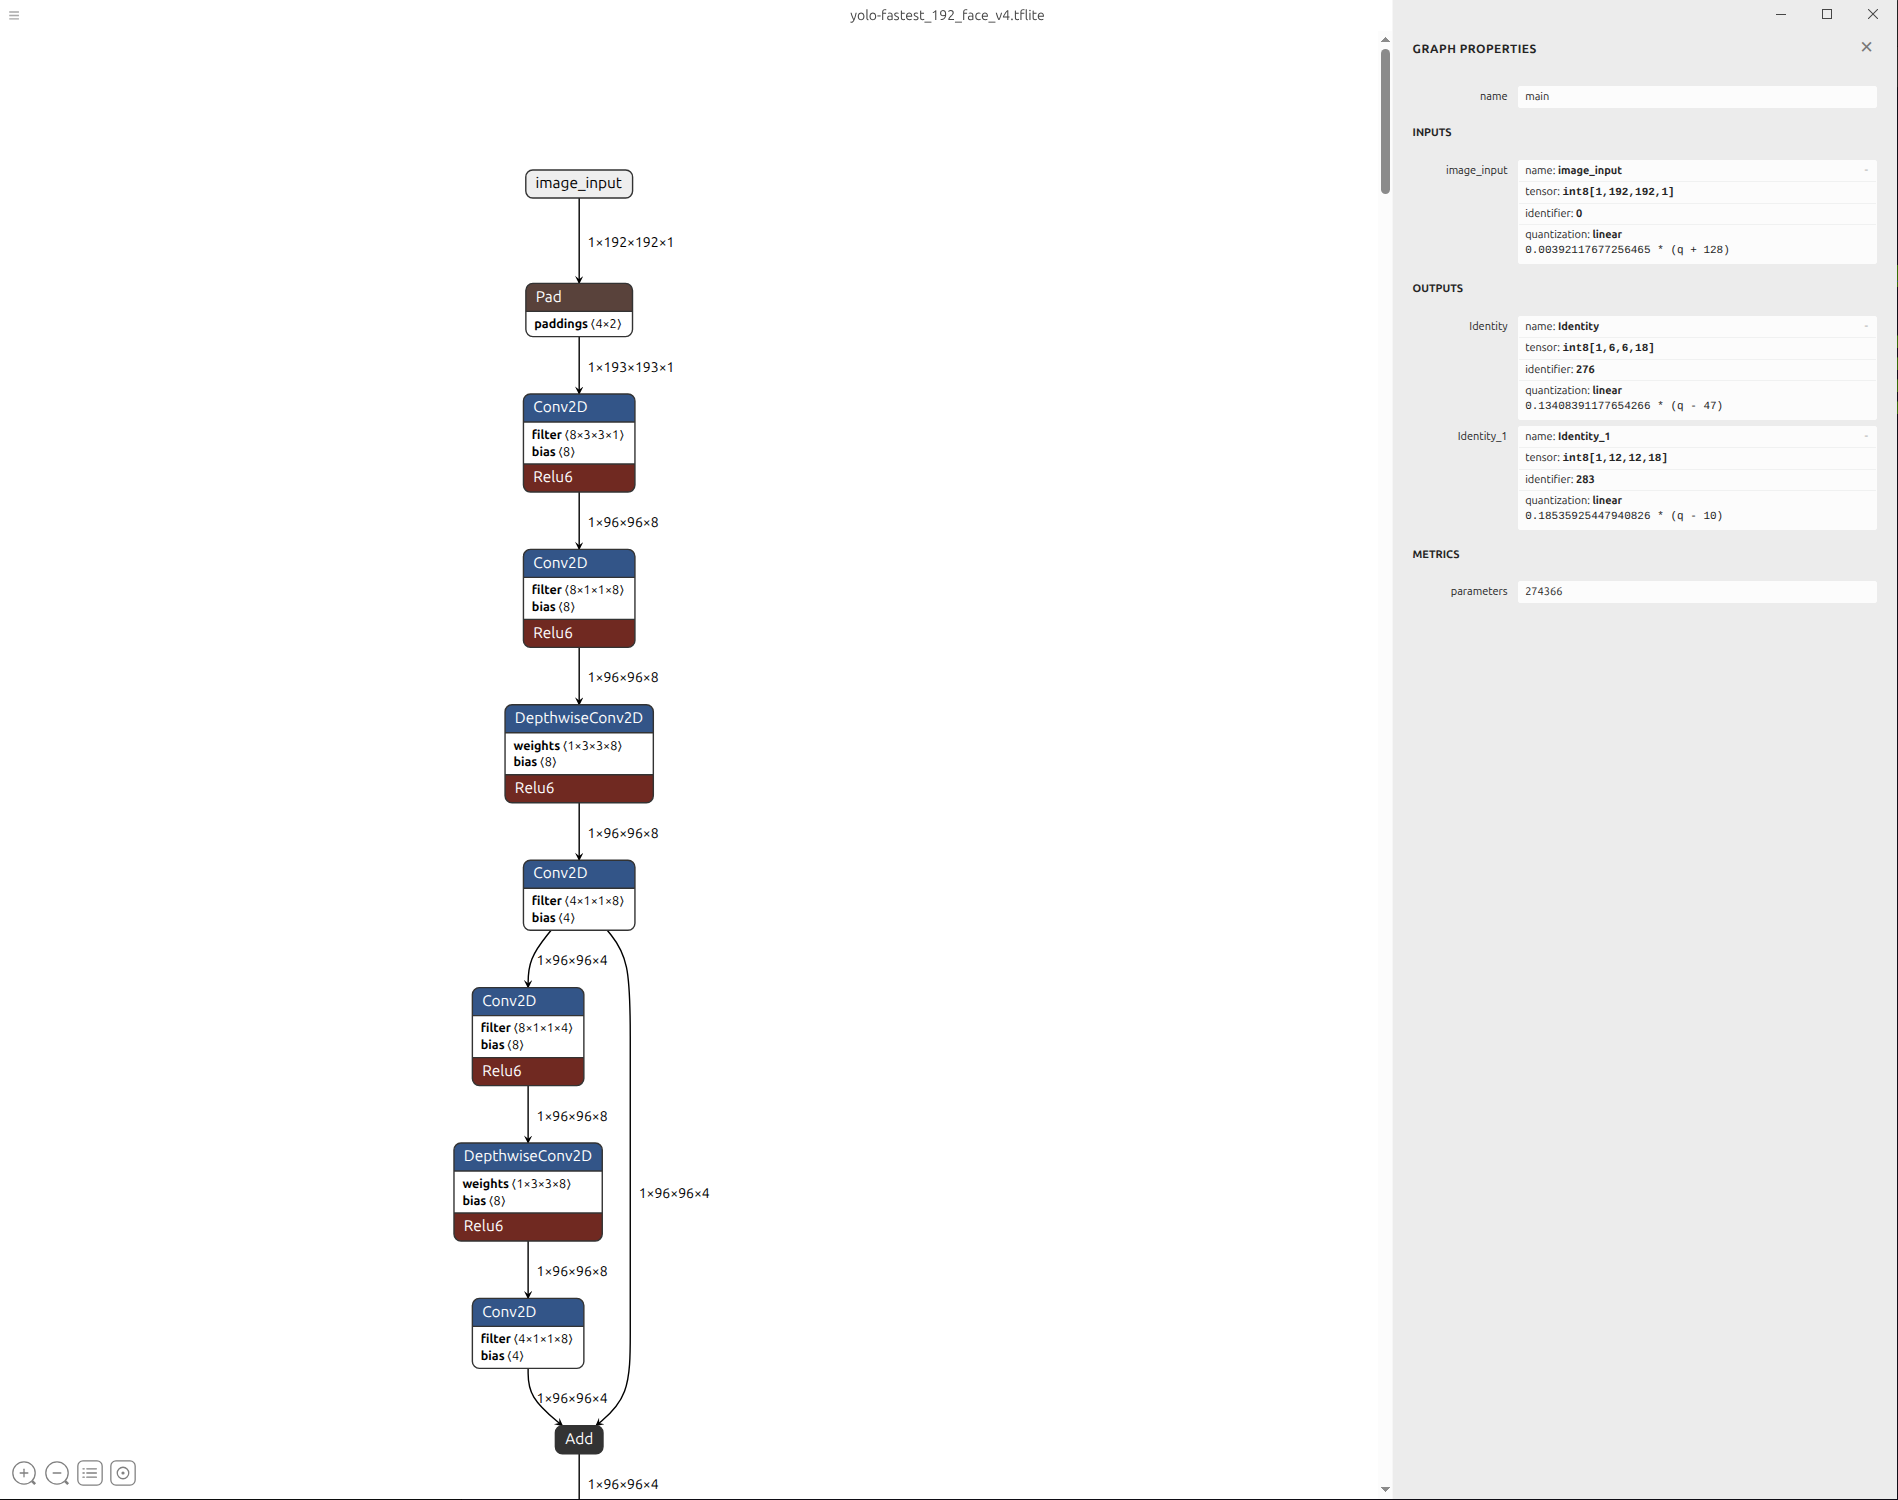 yolo-fastest_192_face_v4.tflite
image_input
1×192×192×1
Pad
paddings ⟨4×2⟩
1×193×193×1
Conv2D
filter ⟨8×3×3×1⟩
bias ⟨8⟩
Relu6
1×96×96×8
Conv2D
filter ⟨8×1×1×8⟩
bias ⟨8⟩
Relu6
1×96×96×8
DepthwiseConv2D
weights ⟨1×3×3×8⟩
bias ⟨8⟩
Relu6
1×96×96×8
Conv2D
filter ⟨4×1×1×8⟩
bias ⟨4⟩
1×96×96×4
Conv2D
filter ⟨8×1×1×4⟩
bias ⟨8⟩
Relu6
1×96×96×8
DepthwiseConv2D
weights ⟨1×3×3×8⟩
bias ⟨8⟩
Relu6
1×96×96×4
1×96×96×8
Conv2D
filter ⟨4×1×1×8⟩
bias ⟨4⟩
1×96×96×4
Add
1×96×96×4
GRAPH PROPERTIES
name main
INPUTS
image_input name: image_input
tensor: int8[1,192,192,1]
identifier: 0
quantization: linear
0.00392117677256465 * (q + 128)
OUTPUTS
Identity name: Identity
tensor: int8[1,6,6,18]
identifier: 276
quantization: linear
0.13408391177654266 * (q - 47)
Identity_1 name: Identity_1
tensor: int8[1,12,12,18]
identifier: 283
quantization: linear
0.18535925447940826 * (q - 10)
METRICS
parameters 274366